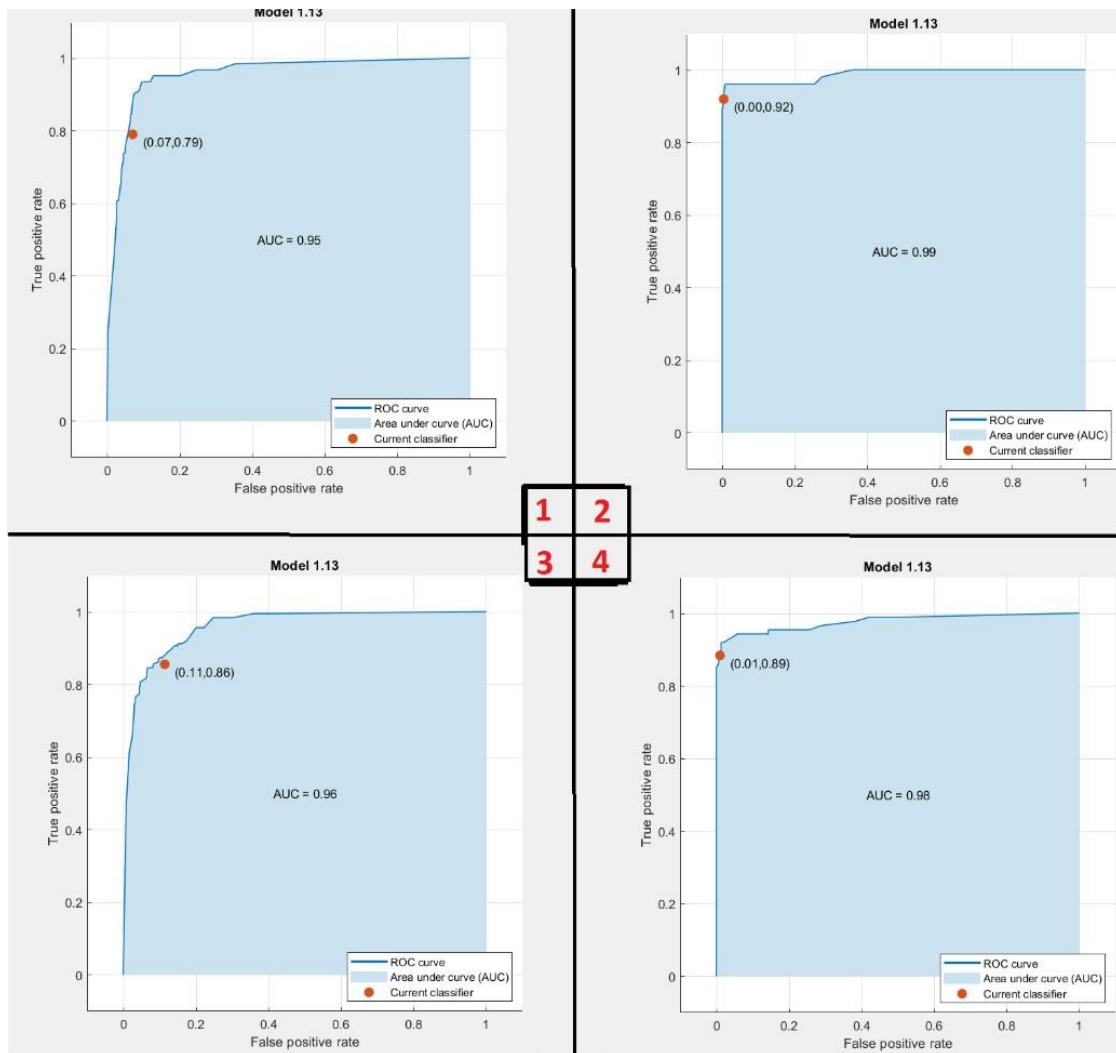 Model 1.13
1
0.8
0.6
0.4
0.2
0
True positive rate
(0.07,0.79)
AUC = 0.95
ROC curve
Area under curve (AUC)
Current classifier
0 0.2 0.4 0.6 0.8 1
False positive rate
Model 1.13
1
0.8
0.6
0.4
0.2
0
True positive rate
(0.00,0.92)
AUC = 0.99
ROC curve
Area under curve (AUC)
Current classifier
0 0.2 0.4 0.6 0.8 1
False positive rate
1 2
3 4
Model 1.13
1
0.8
0.6
0.4
0.2
0
True positive rate
(0.11,0.86)
AUC = 0.96
ROC curve
Area under curve (AUC)
Current classifier
0 0.2 0.4 0.6 0.8 1
False positive rate
Model 1.13
1
0.8
0.6
0.4
0.2
0
True positive rate
(0.01,0.89)
AUC = 0.98
ROC curve
Area under curve (AUC)
Current classifier
0 0.2 0.4 0.6 0.8 1
False positive rate